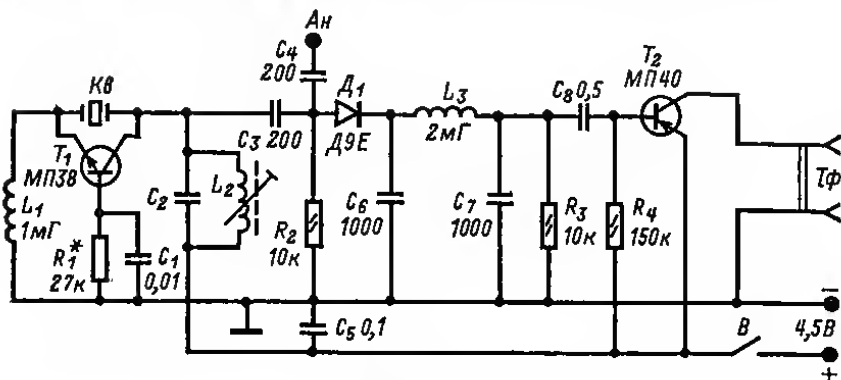 Ан
C4
200
Кв
Д1
Д9Е
L3
2мГ
C8 0,5
T2
МП40
T1
МП38
C3
200
L2
C2
L1
1мГ
R1*
27к
C1
0,01
R2
10к
C6
1000
C7
1000
R3
10к
R4
150к
Тф
C5 0,1
В
−
4,5В
+